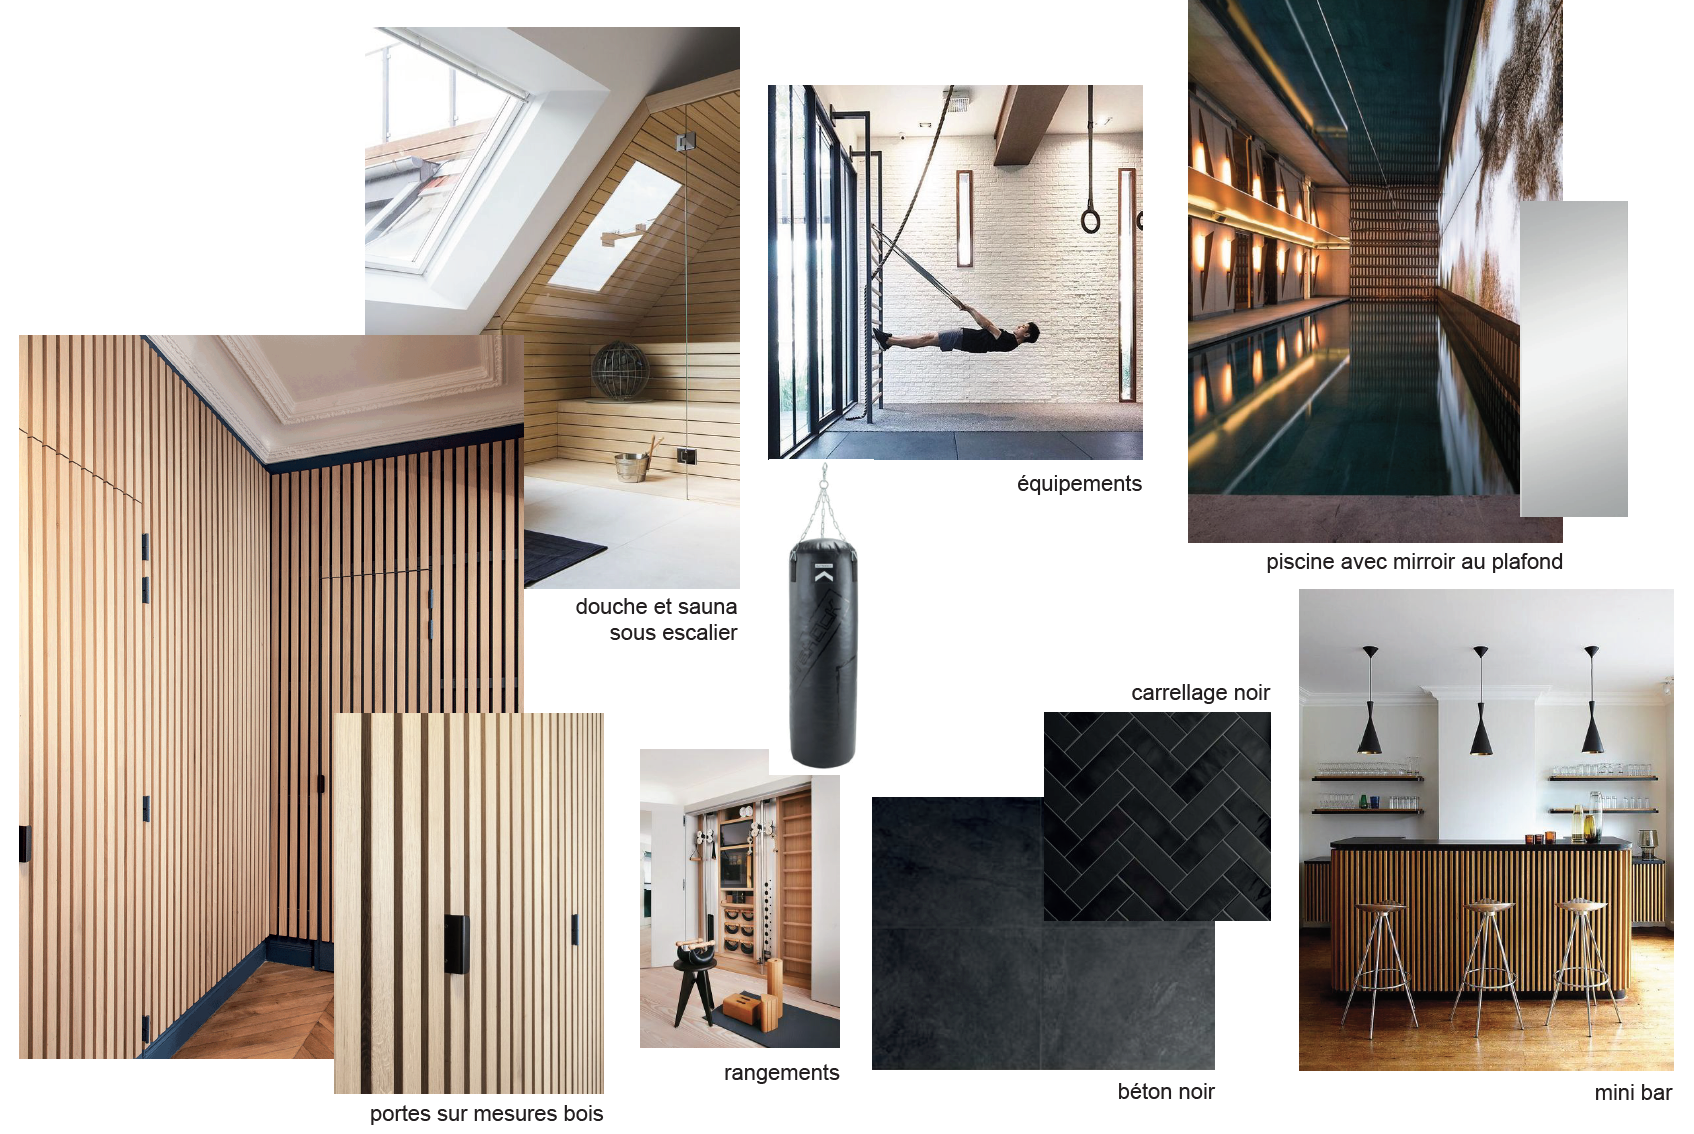 équipements
piscine avec mirroir au plafond
douche et sauna
sous escalier
carrellage noir
rangements
béton noir
mini bar
portes sur mesures bois